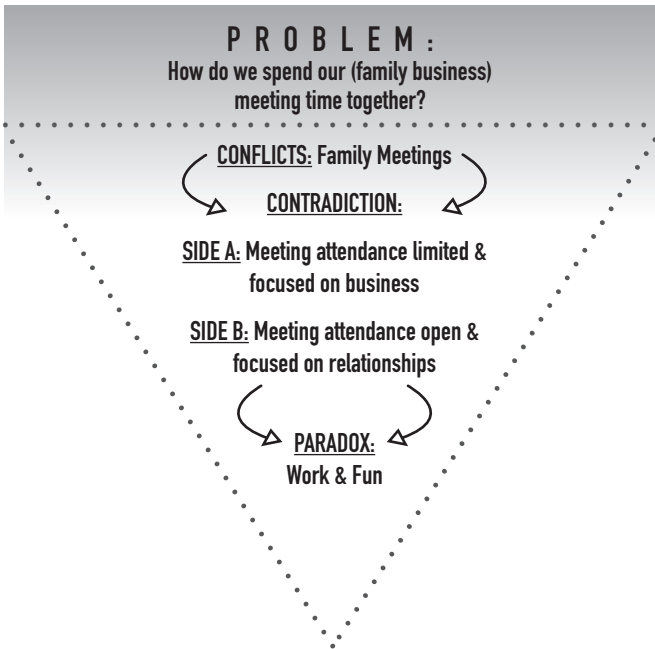 PROBLEM:
How do we spend our (family business)
meeting time together?
CONFLICTS: Family Meetings
CONTRADICTION:
SIDE A: Meeting attendance limited &
focused on business
SIDE B: Meeting attendance open &
focused on relationships
PARADOX:
Work & Fun